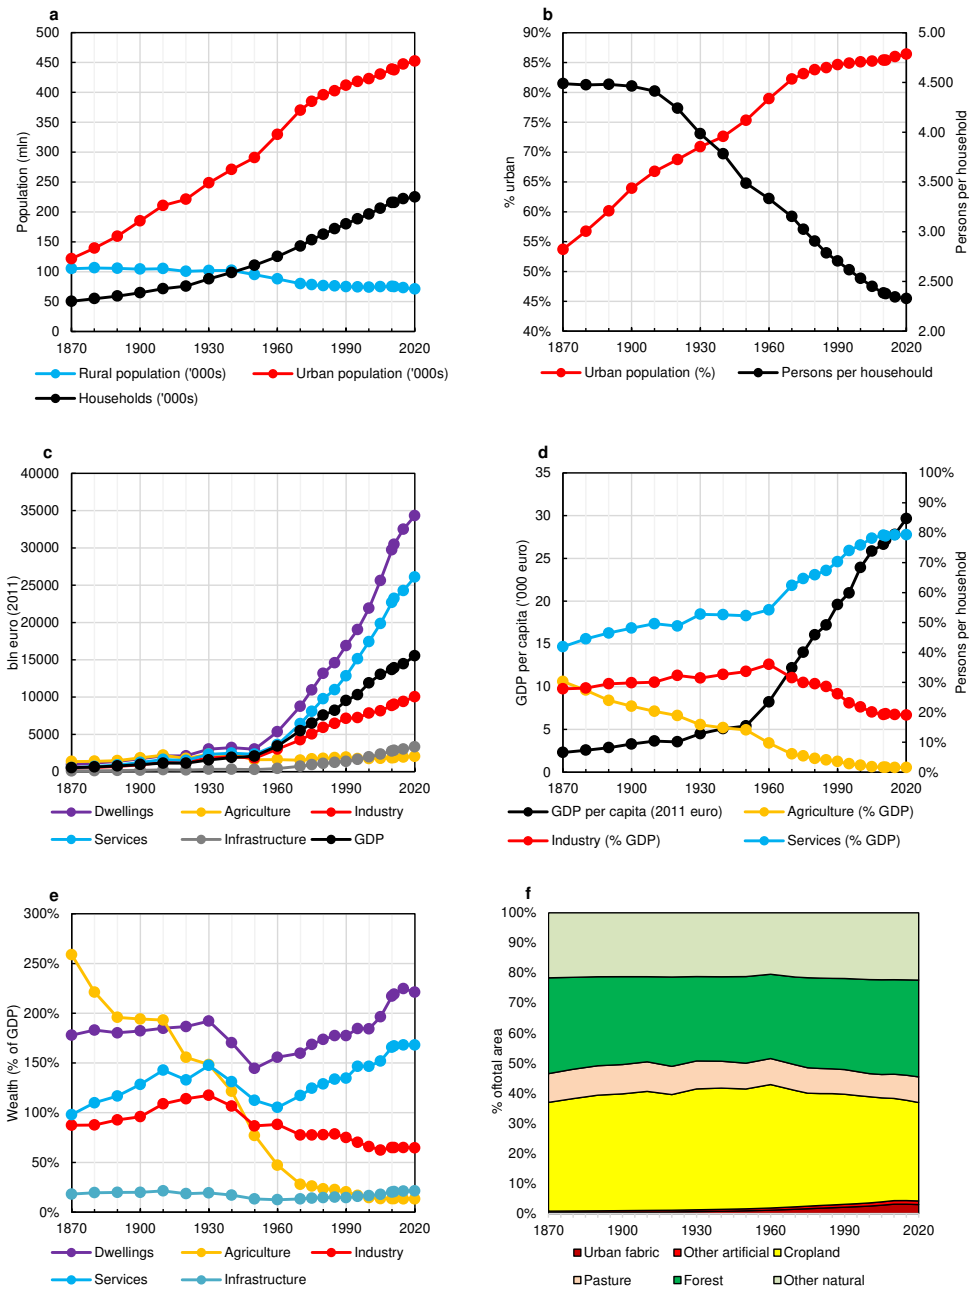 a
500
450
400
350
300
250
200
150
100
50
0
Population (mln)
1870 1900 1930 1960 1990 2020
Rural population ('000s) Urban population ('000s)
Households ('000s)
b
90%
85%
80%
75%
70%
65%
60%
55%
50%
45%
40%
% urban
5.00
4.500
4.00
3.500
3.00
2.500
2.00
Persons per household
1870 1900 1930 1960 1990 2020
Urban population (%) Persons per househould
c
40000
35000
30000
25000
20000
15000
10000
5000
0
bln euro (2011)
1870 1900 1930 1960 1990 2020
Dwellings Agriculture Industry
Services Infrastructure GDP
d
35
30
25
20
15
10
5
0
GDP per capita ('000 euro)
100%
90%
80%
70%
60%
50%
40%
30%
20%
10%
0%
Persons per household
1870 1900 1930 1960 1990 2020
GDP per capita (2011 euro) Agriculture (% GDP)
Industry (% GDP) Services (% GDP)
e
300%
250%
200%
150%
100%
50%
0%
Wealth (% of GDP)
1870 1900 1930 1960 1990 2020
Dwellings Agriculture Industry
Services Infrastructure
f
100%
90%
80%
70%
60%
50%
40%
30%
20%
10%
0%
% oftotal area
1870 1900 1930 1960 1990 2020
Urban fabric Other artificial Cropland
Pasture Forest Other natural